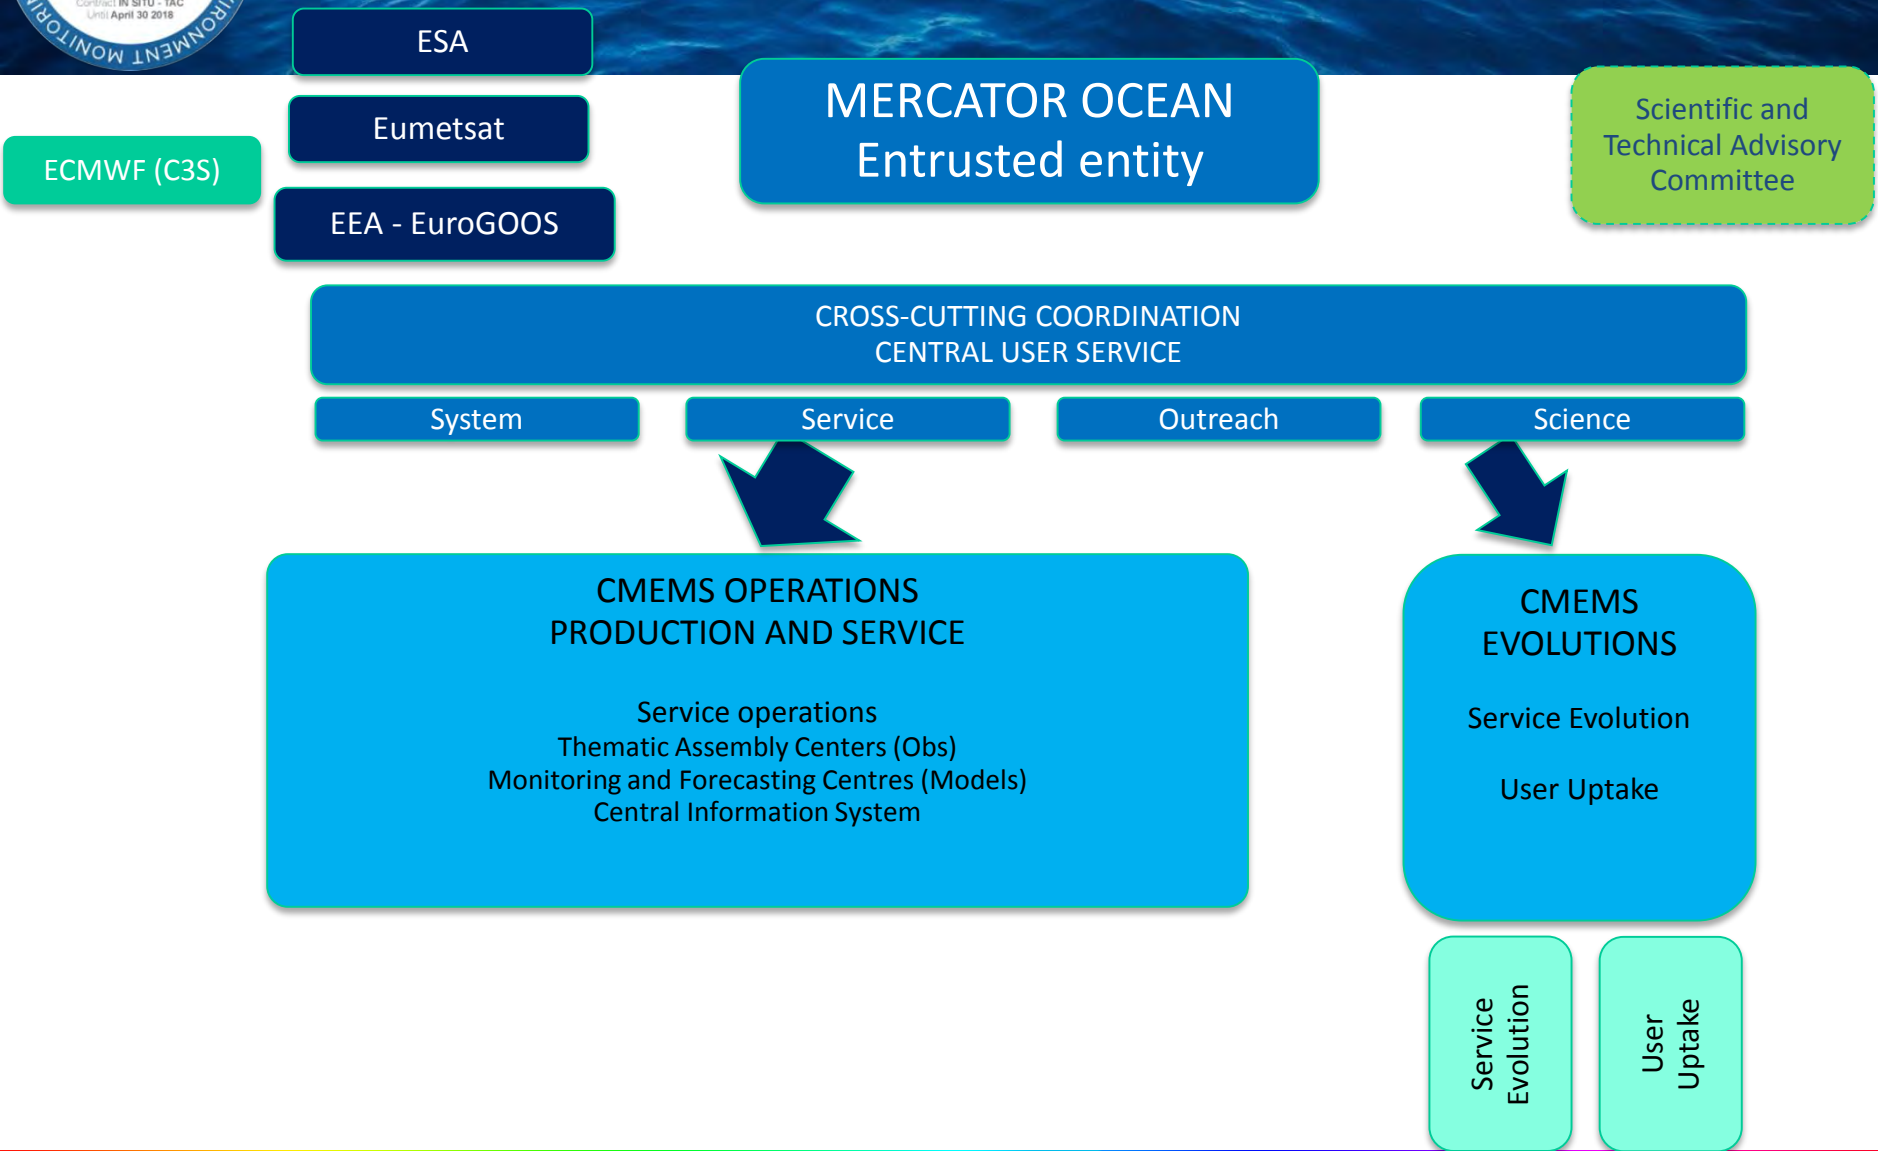 Contract IN SITU - TAC
Until April 30 2018
MONITORIN
ESA
Eumetsat
ECMWF (C3S)
EEA - EuroGOOS
MERCATOR OCEAN
Entrusted entity
Scientific and
Technical Advisory
Committee
CROSS-CUTTING COORDINATION
CENTRAL USER SERVICE
System
Service
Outreach
Science
CMEMS OPERATIONS
PRODUCTION AND SERVICE
Service operations
Thematic Assembly Centers (Obs)
Monitoring and Forecasting Centres (Models)
Central Information System
CMEMS
EVOLUTIONS
Service Evolution
User Uptake
Service
Evolution
User
Uptake